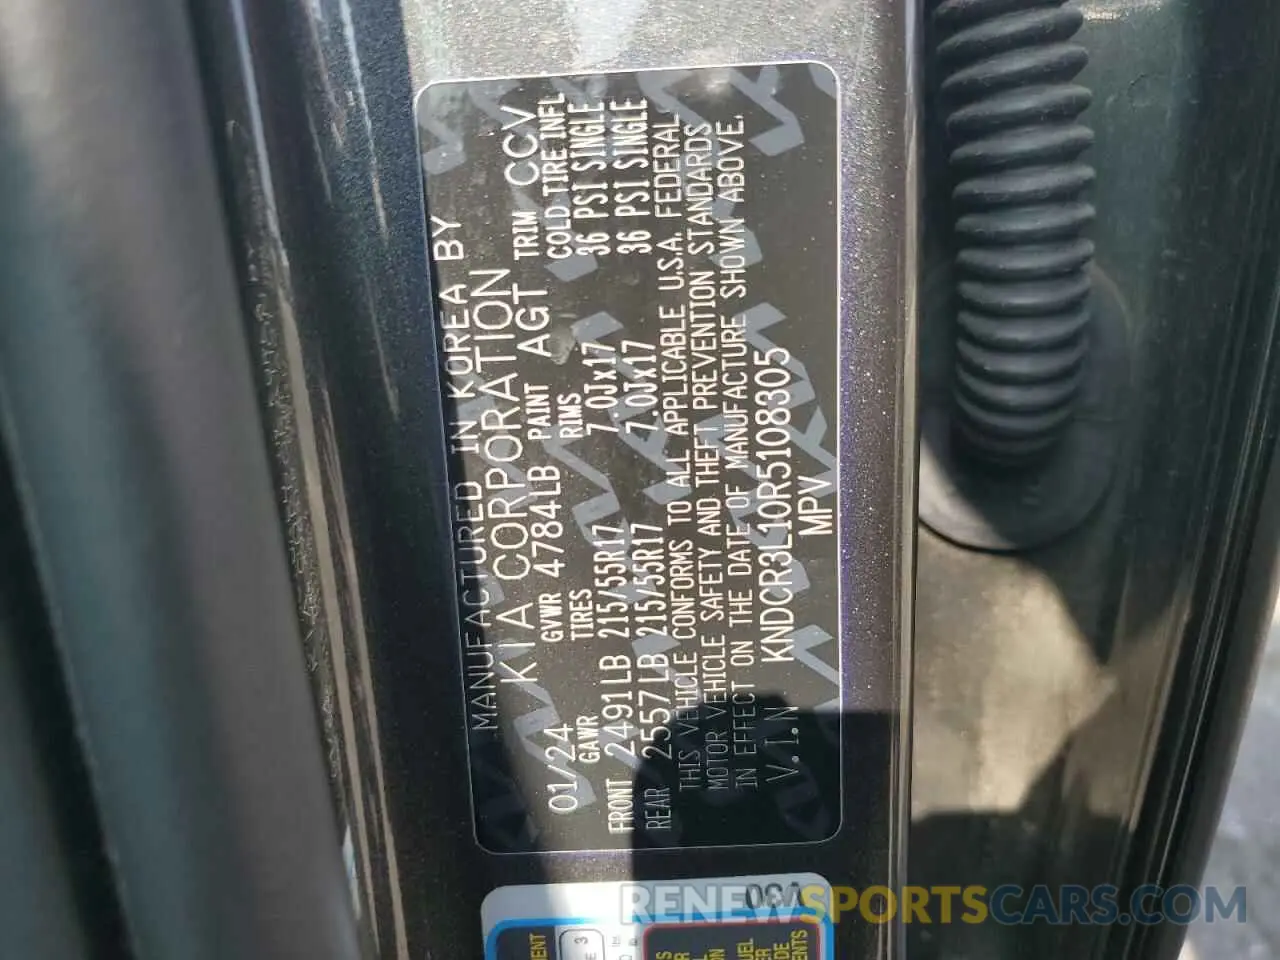 MANUFACTURED IN KOREA BY
KIA CORPORATION
01/24 GVWR 4784LB PAINT AGT TRIM CCV
GAWR TIRES RIMS COLD TIRE INFL
FRONT 2491LB 215/55R17 7.0Jx17 36 PSI SINGLE
REAR 2557LB 215/55R17 7.0Jx17 36 PSI SINGLE
THIS VEHICLE CONFORMS TO ALL APPLICABLE U.S.A. FEDERAL
MOTOR VEHICLE SAFETY AND THEFT PREVENTION STANDARDS
IN EFFECT ON THE DATE OF MANUFACTURE SHOWN ABOVE.
V.I.N KNDCR3L10R5108305
MPV
RENEWSPORTSCARS.COM